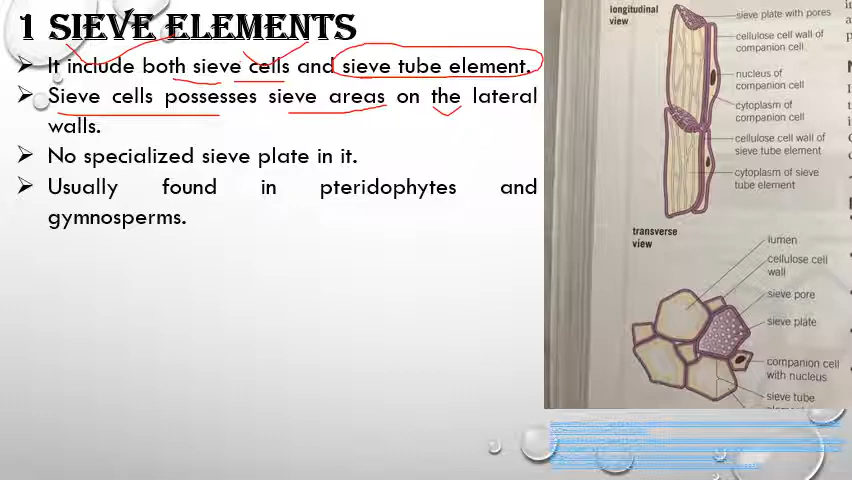 1 SIEVE ELEMENTS
➢ It include both sieve cells and sieve tube element.
➢ Sieve cells possesses sieve areas on the lateral
walls.
➢ No specialized sieve plate in it.
➢ Usually found in pteridophytes and
gymnosperms.
longitudinal
view
sieve plate with pores
cellulose cell wall of
companion cell
nucleus of
companion cell
cytoplasm of
companion cell
cellulose cell wall of
sieve tube element
cytoplasm of sieve
tube element
transverse
view
lumen
cellulose cell
wall
sieve pore
sieve plate
companion cell
with nucleus
sieve tube